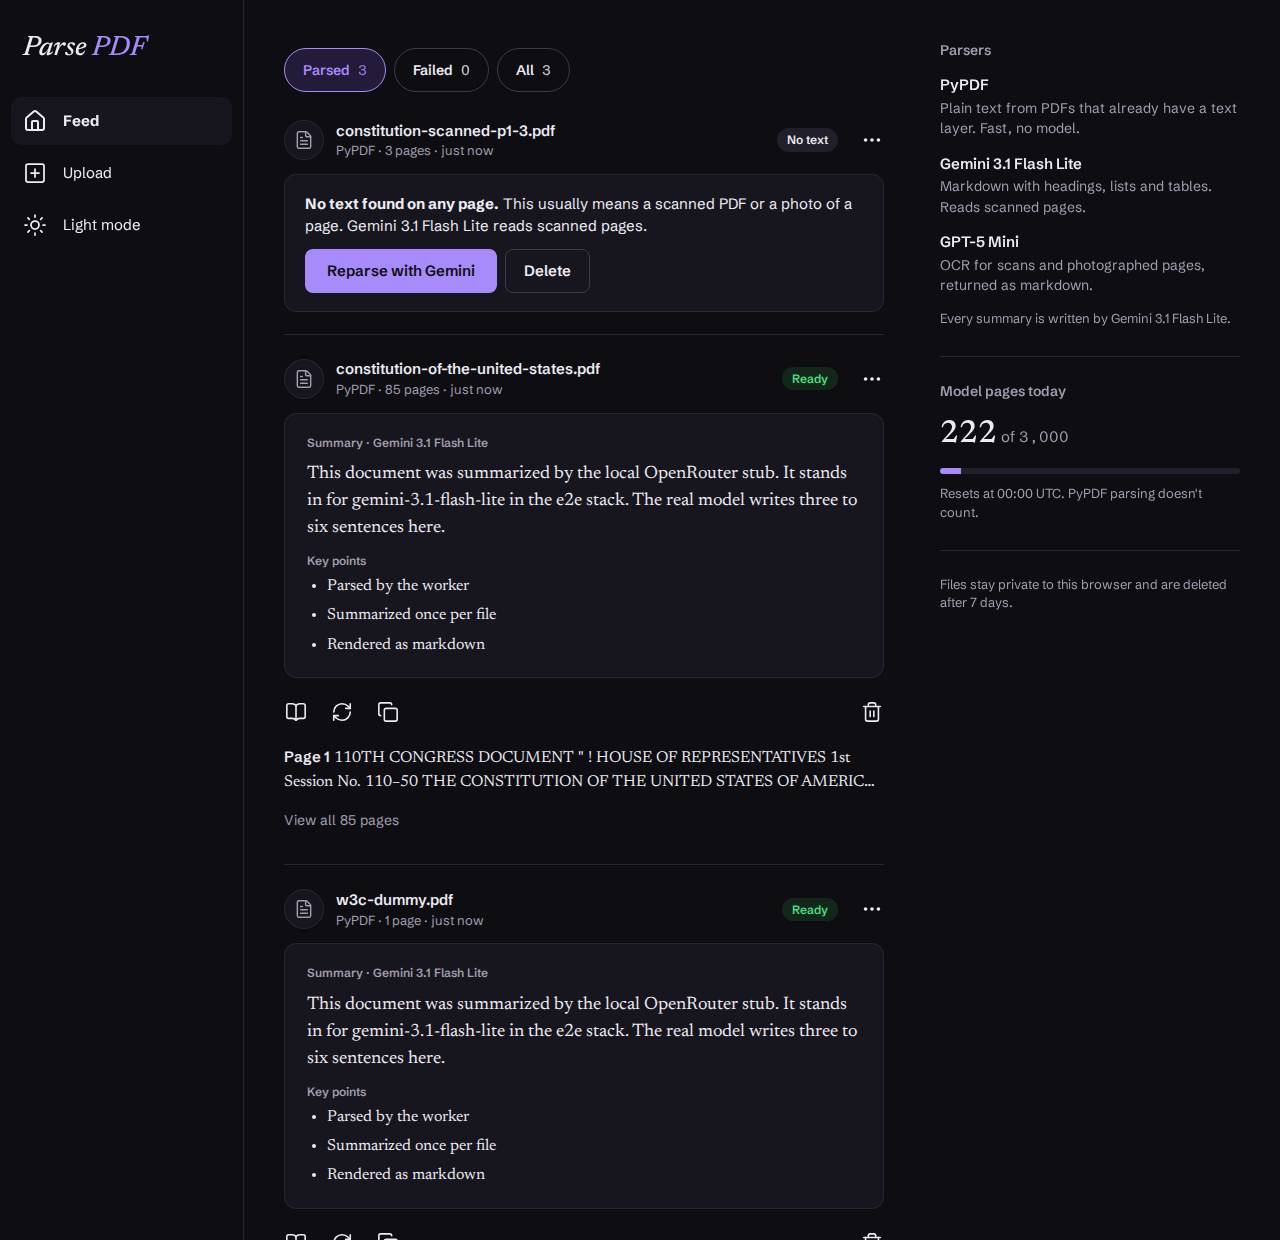 Parse PDF
Feed
Upload
Light mode
Parsed 3
Failed 0
All 3
constitution-scanned-p1-3.pdf
PyPDF · 3 pages · just now
No text
No text found on any page. This usually means a scanned PDF or a photo of a
page. Gemini 3.1 Flash Lite reads scanned pages.
Reparse with Gemini
Delete
constitution-of-the-united-states.pdf
PyPDF · 85 pages · just now
Ready
Summary · Gemini 3.1 Flash Lite
This document was summarized by the local OpenRouter stub. It stands
in for gemini-3.1-flash-lite in the e2e stack. The real model writes three to
six sentences here.
Key points
• Parsed by the worker
• Summarized once per file
• Rendered as markdown
Page 1 110TH CONGRESS DOCUMENT " ! HOUSE OF REPRESENTATIVES 1st
Session No. 110–50 THE CONSTITUTION OF THE UNITED STATES OF AMERIC...
View all 85 pages
w3c-dummy.pdf
PyPDF · 1 page · just now
Ready
Summary · Gemini 3.1 Flash Lite
This document was summarized by the local OpenRouter stub. It stands
in for gemini-3.1-flash-lite in the e2e stack. The real model writes three to
six sentences here.
Key points
• Parsed by the worker
• Summarized once per file
• Rendered as markdown
Parsers
PyPDF
Plain text from PDFs that already have a text
layer. Fast, no model.
Gemini 3.1 Flash Lite
Markdown with headings, lists and tables.
Reads scanned pages.
GPT-5 Mini
OCR for scans and photographed pages,
returned as markdown.
Every summary is written by Gemini 3.1 Flash Lite.
Model pages today
222 of 3,000
Resets at 00:00 UTC. PyPDF parsing doesn't
count.
Files stay private to this browser and are deleted
after 7 days.